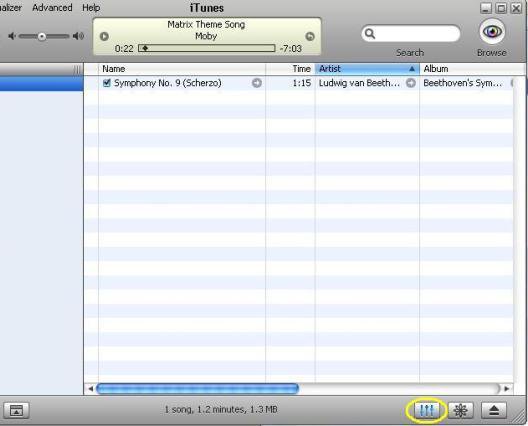 ualizer Advanced Help iTunes
Matrix Theme Song
Moby
0:22 -7:03
Search Browse
Name Time Artist Album
Symphony No. 9 (Scherzo) 1:15 Ludwig van Beeth... Beethoven's Sym...
1 song, 1.2 minutes, 1.3 MB